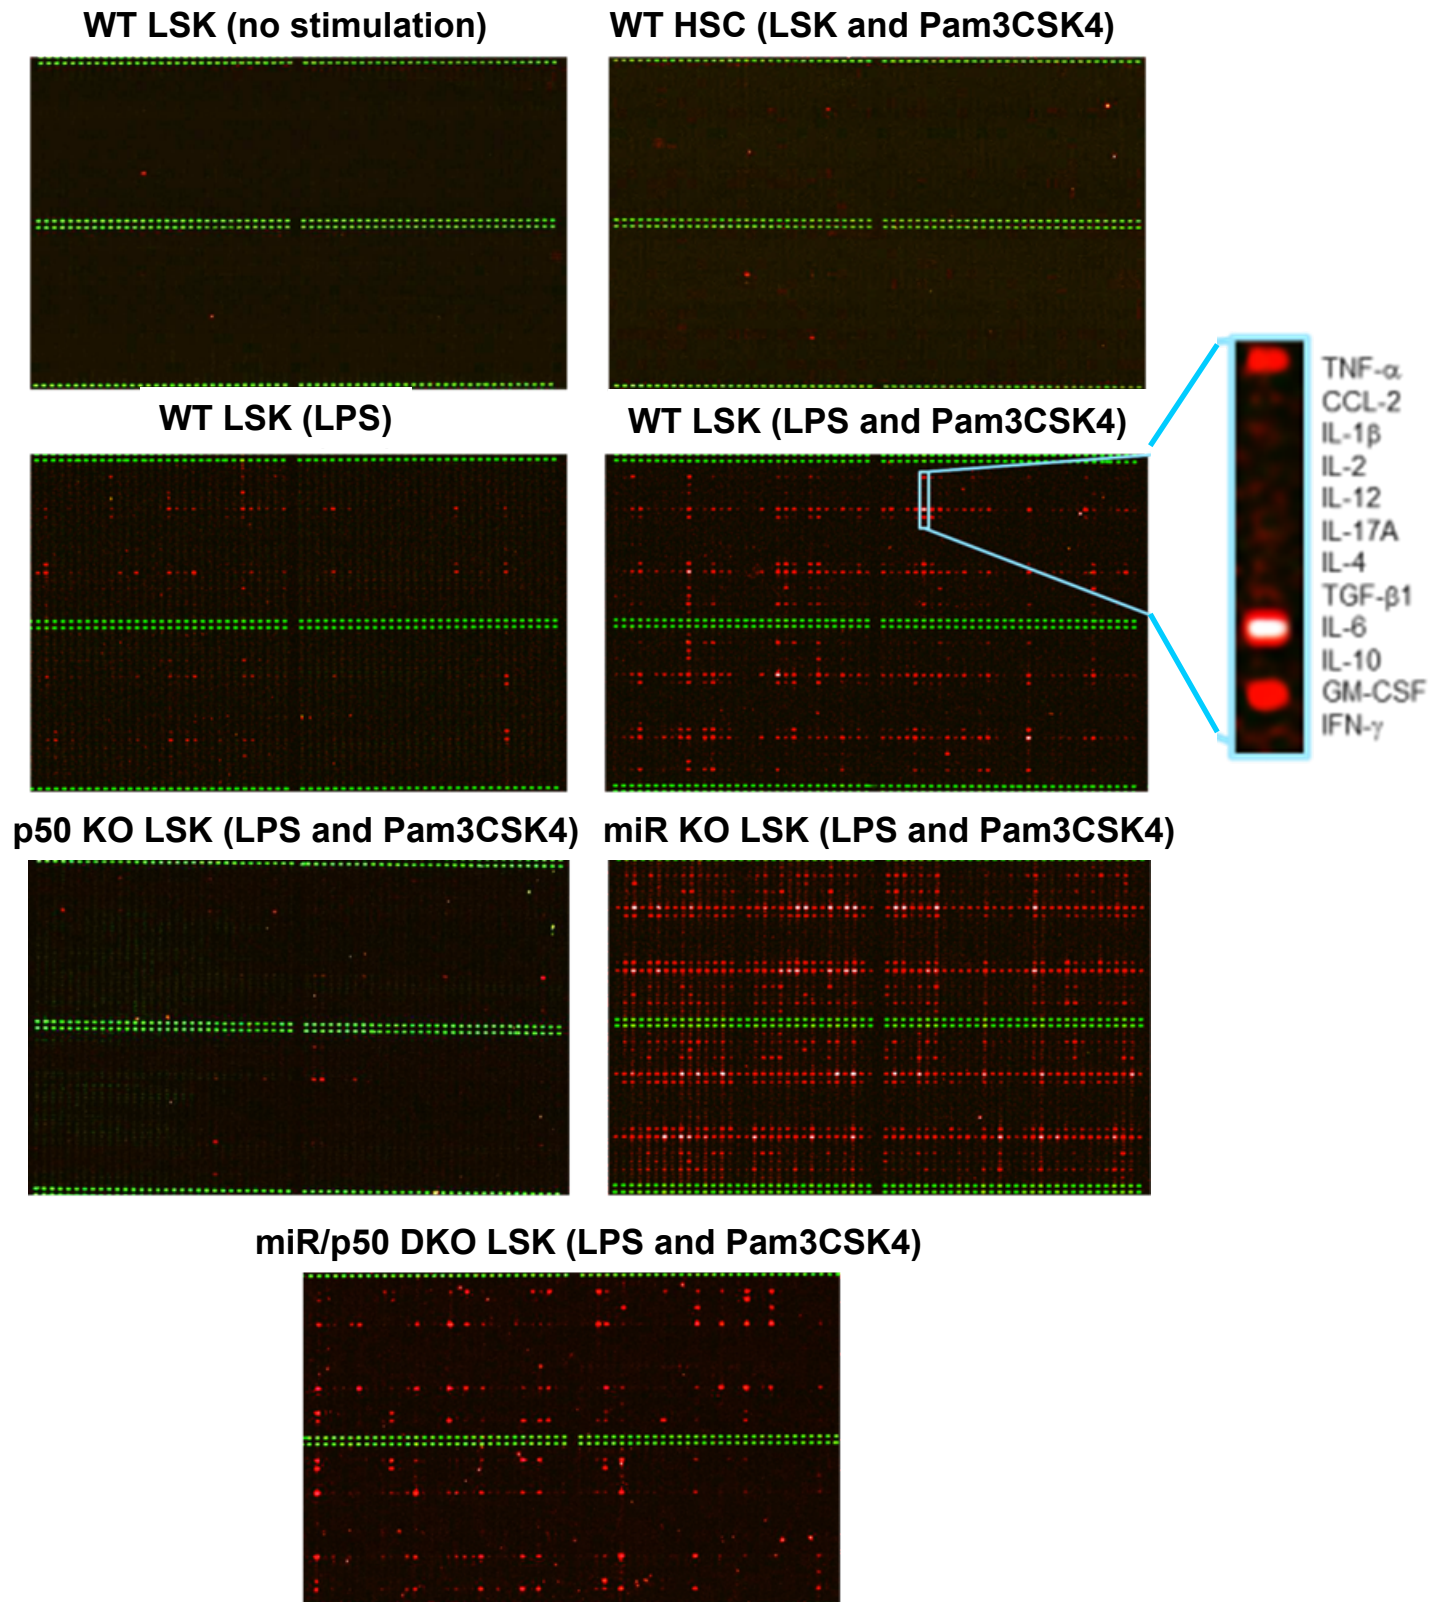 WT LSK (no stimulation)
WT HSC (LSK and Pam3CSK4)
WT LSK (LPS)
WT LSK (LPS and Pam3CSK4)
TNF-α
CCL-2
IL-1β
IL-2
IL-12
IL-17A
IL-4
TGF-β1
IL-6
IL-10
GM-CSF
IFN-γ
p50 KO LSK (LPS and Pam3CSK4)
miR KO LSK (LPS and Pam3CSK4)
miR/p50 DKO LSK (LPS and Pam3CSK4)